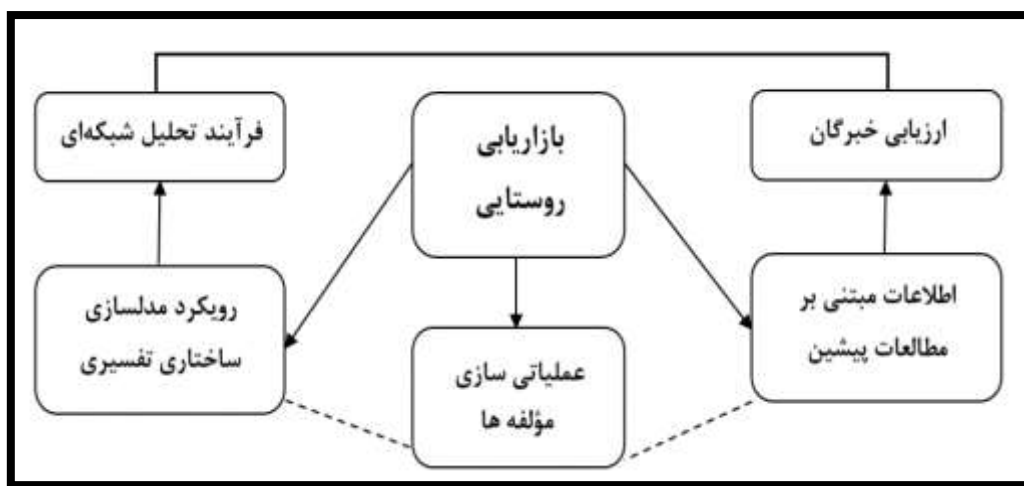 ارزیابی خبرگان
بازاریابی
روستایی
فرآیند تحلیل شبکه‌ای
اطلاعات مبتنی بر
مطالعات پیشین
عملیاتی سازی
مؤلفه ها
رویکرد مدلسازی
ساختاری تفسیری